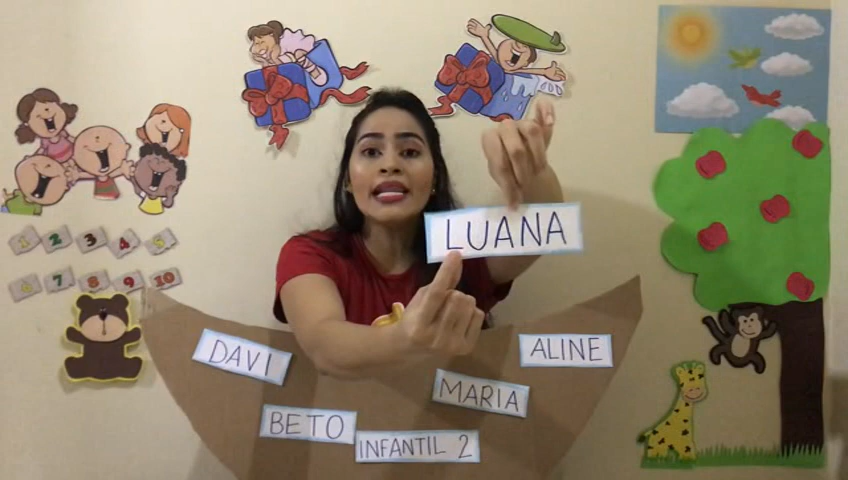 1 2 3 4 5
6 7 8 9 10
LUANA
DAVI
ALINE
MARIA
BETO
INFANTIL 2